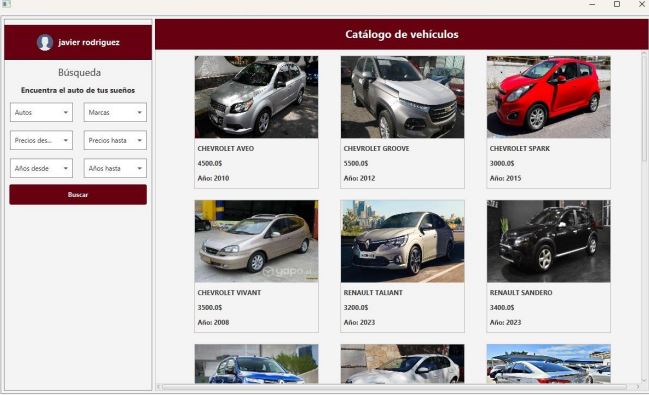 javier rodriguez
Búsqueda
Encuentra el auto de tus sueños
Autos
Marcas
Precios des...
Precios hasta
Años desde
Años hasta
Buscar
Catálogo de vehículos
CHEVROLET AVEO
4500.0$
Año: 2010
CHEVROLET GROOVE
5500.0$
Año: 2012
CHEVROLET SPARK
3000.0$
Año: 2015
yapo.cl
CHEVROLET VIVANT
3500.0$
Año: 2008
RENAULT TALIANT
3200.0$
Año: 2023
RENAULT SANDERO
3400.0$
Año: 2023